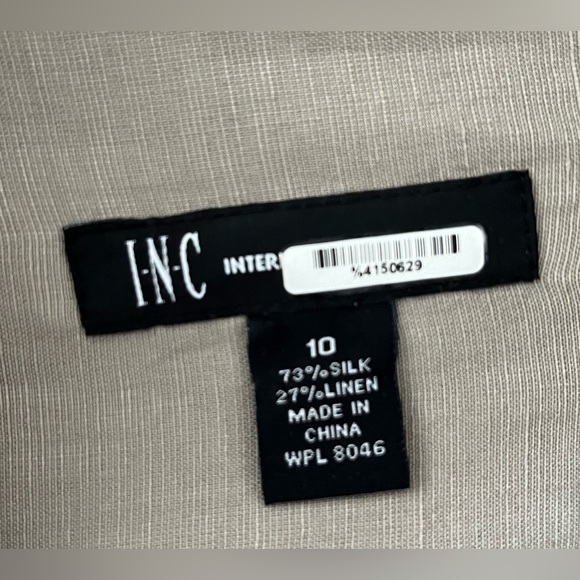 I·N·C INTER
%4150629
10
73%SILK
27%LINEN
MADE IN
CHINA
WPL 8046